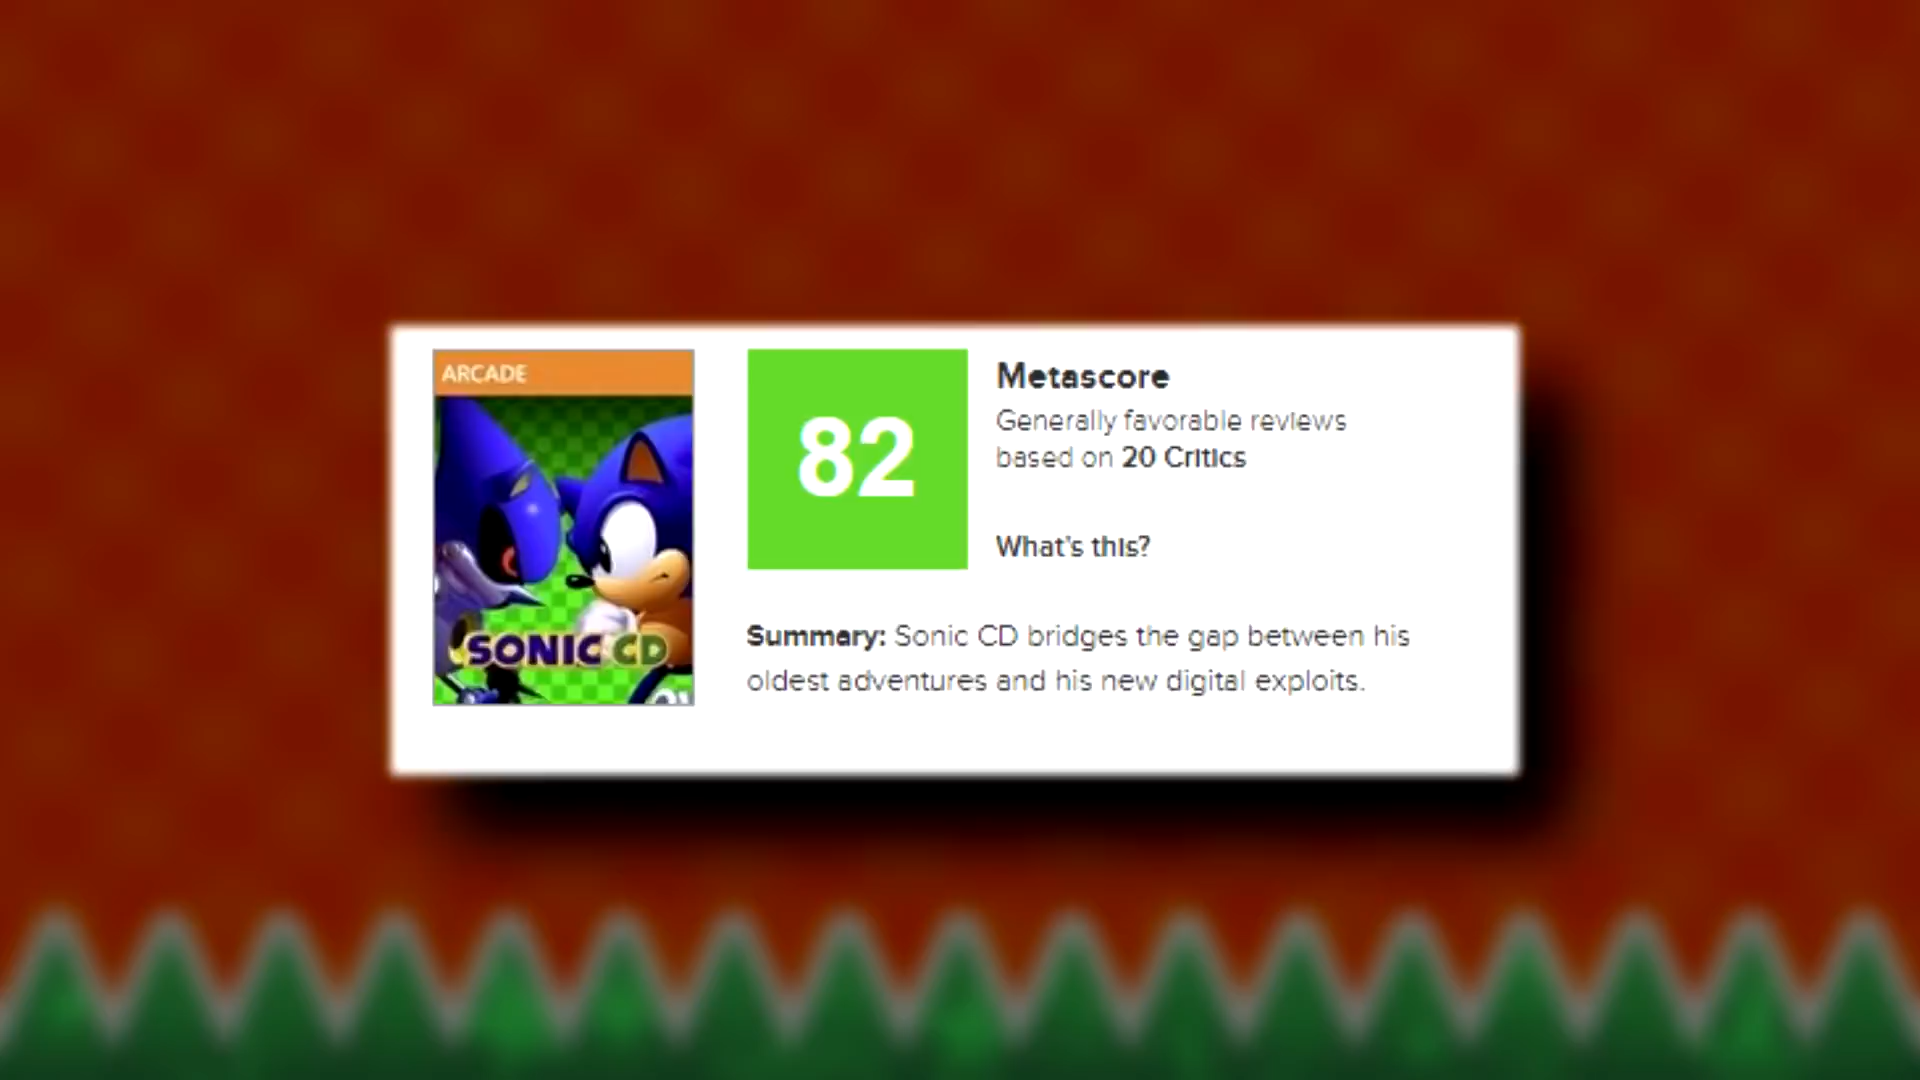 ARCADE
SONIC CD
82
Metascore
Generally favorable reviews
based on 20 Critics
What's this?
Summary: Sonic CD bridges the gap between his
oldest adventures and his new digital exploits.